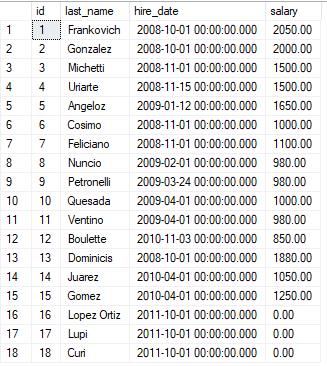 id last_name hire_date salary
1 1 Frankovich 2008-10-01 00:00:00.000 2050.00
2 2 Gonzalez 2008-10-01 00:00:00.000 2000.00
3 3 Michetti 2008-11-01 00:00:00.000 1500.00
4 4 Uriarte 2008-11-15 00:00:00.000 1500.00
5 5 Angeloz 2009-01-12 00:00:00.000 1650.00
6 6 Cosimo 2008-11-01 00:00:00.000 1000.00
7 7 Feliciano 2008-11-01 00:00:00.000 1100.00
8 8 Nuncio 2009-02-01 00:00:00.000 980.00
9 9 Petronelli 2009-03-24 00:00:00.000 980.00
10 10 Quesada 2009-04-01 00:00:00.000 1000.00
11 11 Ventino 2009-04-01 00:00:00.000 980.00
12 12 Boulette 2010-11-03 00:00:00.000 850.00
13 13 Dominicis 2008-10-01 00:00:00.000 1880.00
14 14 Juarez 2010-04-01 00:00:00.000 1050.00
15 15 Gomez 2010-04-01 00:00:00.000 1250.00
16 16 Lopez Ortiz 2011-10-01 00:00:00.000 0.00
17 17 Lupi 2011-10-01 00:00:00.000 0.00
18 18 Curi 2011-10-01 00:00:00.000 0.00